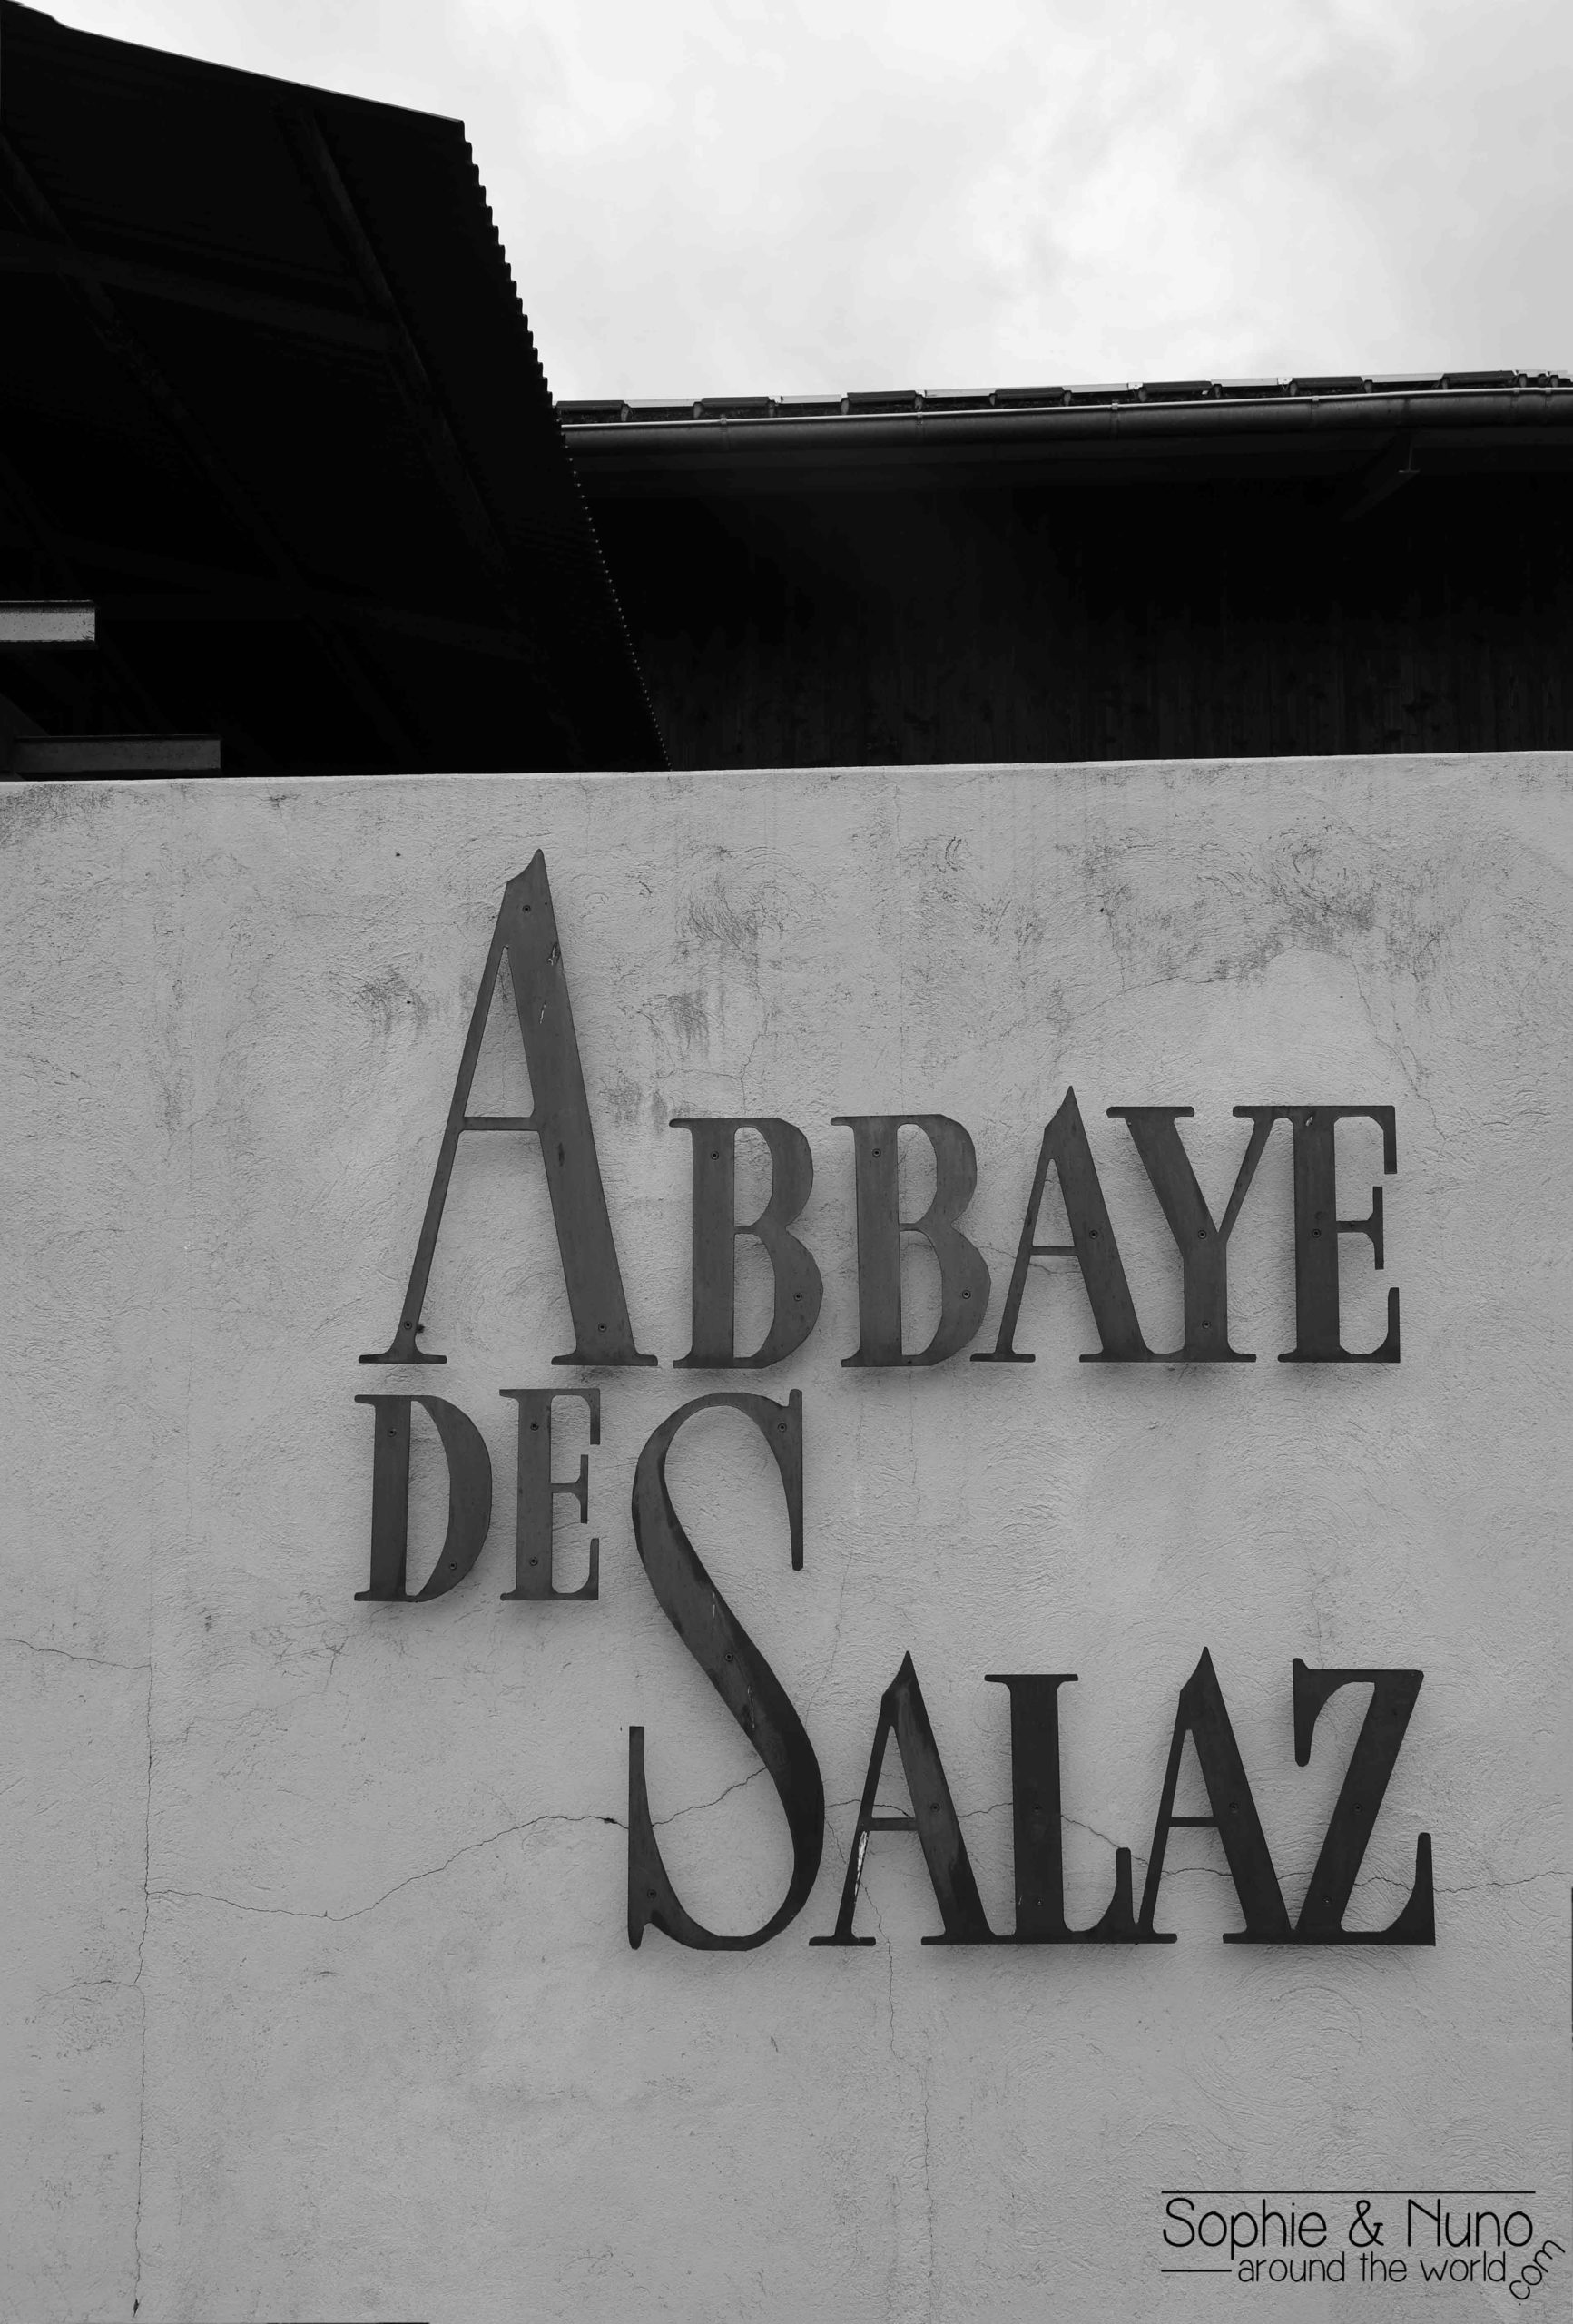 ABBAYE
DE SALAZ
Sophie & Nuno
around the world.com